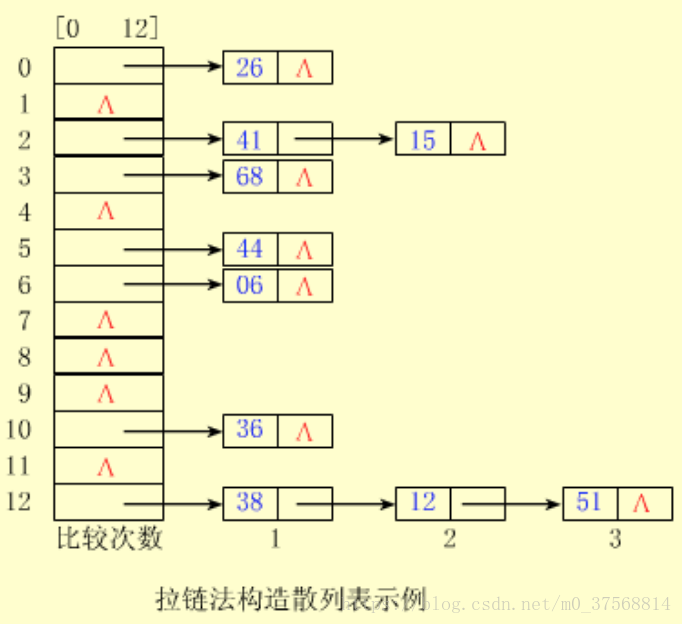 [0 12]
0 26 Λ
1 Λ
2 41 15 Λ
3 68 Λ
4 Λ
5 44 Λ
6 06 Λ
7 Λ
8 Λ
9 Λ
10 36 Λ
11 Λ
12 38 12 51 Λ
比较次数 1 2 3
拉链法构造散列表示例
blog.csdn.net/m0_37568814